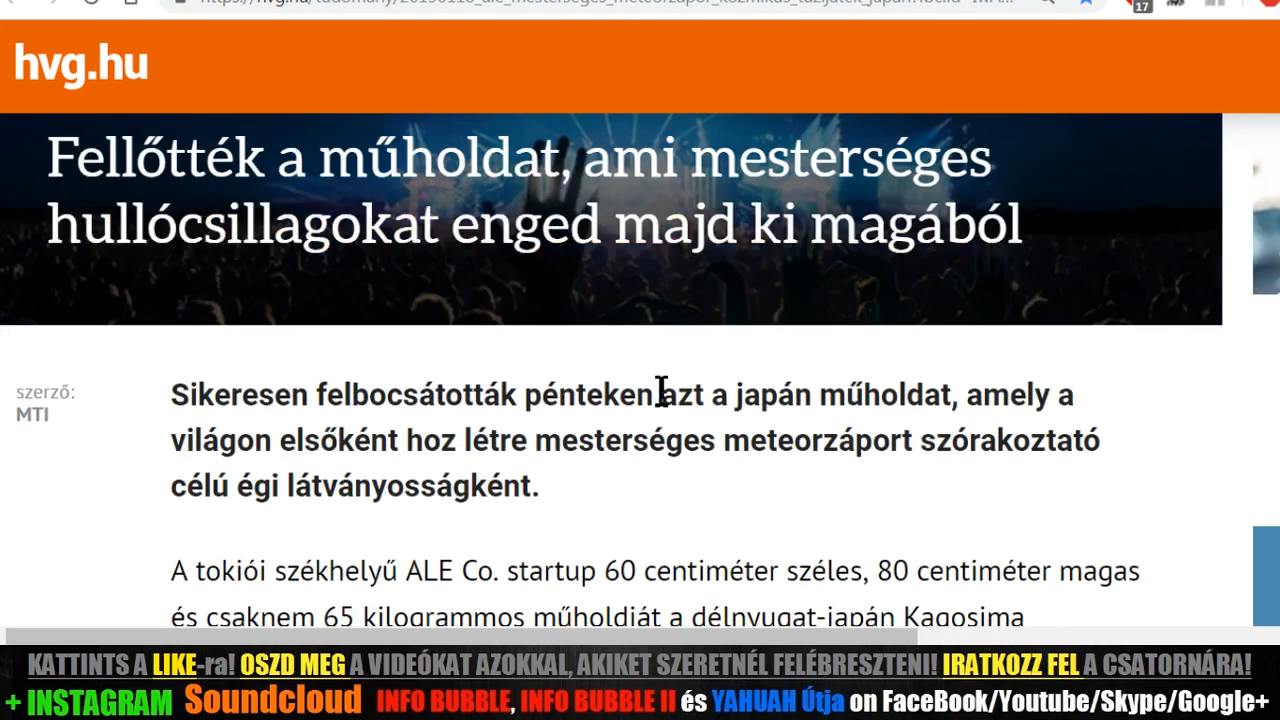 17
hvg.hu
Fellőtték a műholdat, ami mesterséges
hullócsillagokat enged majd ki magából
szerző:
MTI
Sikeresen felbocsátották pénteken azt a japán műholdat, amely a
világon elsőként hoz létre mesterséges meteorzáport szórakoztató
célú égi látványosságként.
A tokiói székhelyű ALE Co. startup 60 centiméter széles, 80 centiméter magas
és csaknem 65 kilogrammos műholdját a délnyugat-japán Kagosima
KATTINTS A LIKE-ra! OSZD MEG A VIDEÓKAT AZOKKAL, AKIKET SZERETNÉL FELÉBRESZTENI! IRATKOZZ FEL A CSATORNÁRA!
+ INSTAGRAM Soundcloud INFO BUBBLE, INFO BUBBLE II és YAHUAH Útja on FaceBook/Youtube/Skype/Google+